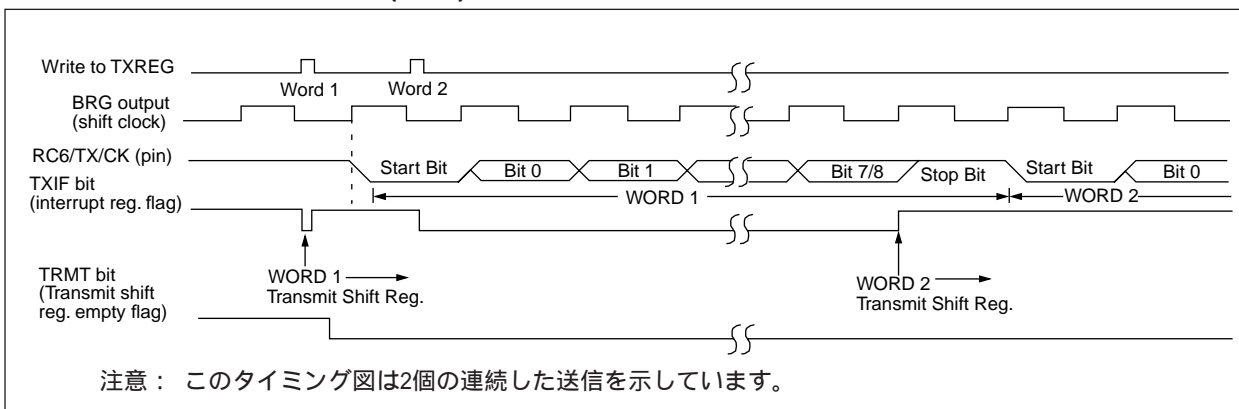 Write to TXREG
Word 1 Word 2
BRG output
(shift clock)
RC6/TX/CK (pin)
Start Bit Bit 0 Bit 1 Bit 7/8 Stop Bit Start Bit Bit 0
TXIF bit
(interrupt reg. flag)
WORD 1 WORD 2
TRMT bit
(Transmit shift
reg. empty flag)
WORD 1
Transmit Shift Reg.
WORD 2
Transmit Shift Reg.
注意： このタイミング図は2個の連続した送信を示しています。